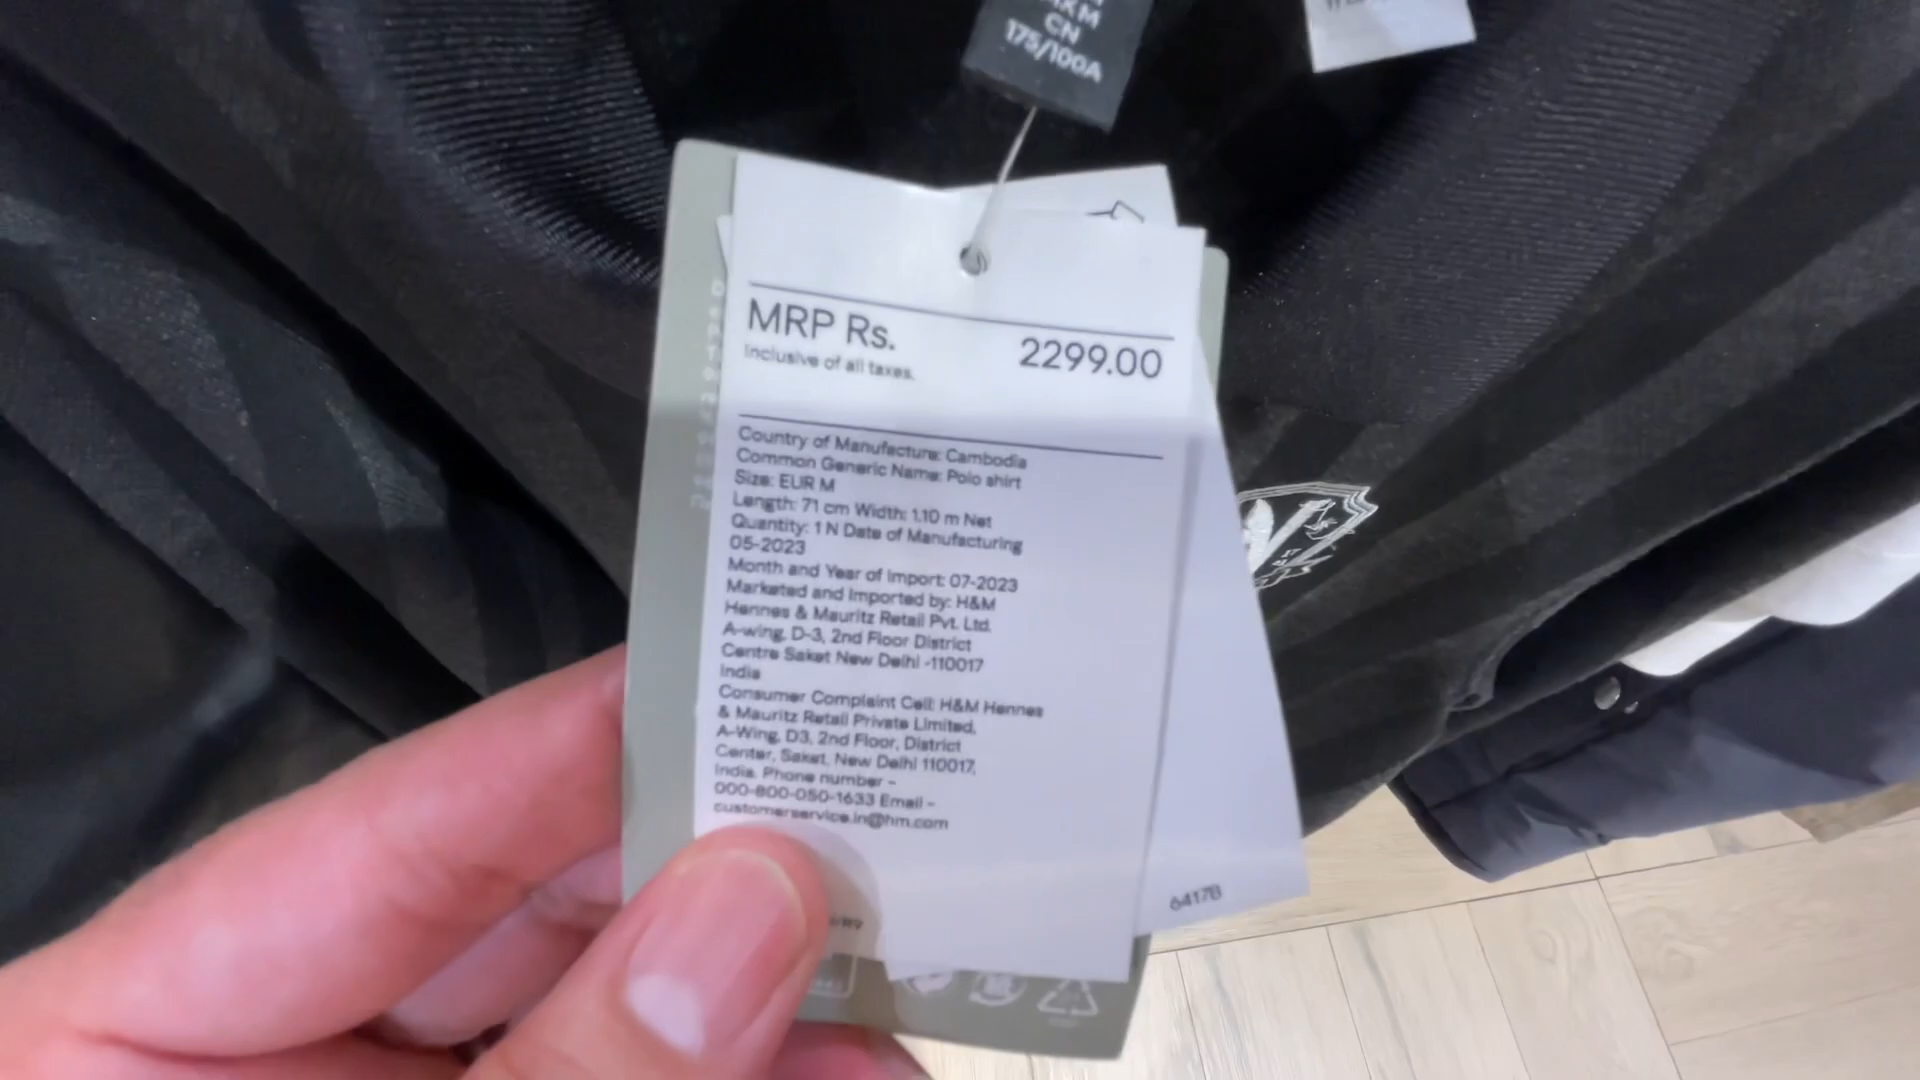 CN
175/100A
MRP Rs.
2299.00
Inclusive of all taxes.
Country of Manufacture: Cambodia
Common Generic Name: Polo shirt
Size: EUR M
Length: 71 cm Width: 1.10 m Net
Quantity: 1 N Date of Manufacturing
05-2023
Month and Year of Import: 07-2023
Marketed and Imported by: H&M
Hennes & Mauritz Retail Pvt. Ltd.
A-wing, D-3, 2nd Floor District
Centre Saket New Delhi -110017
India
Consumer Complaint Cell: H&M Hennes
& Mauritz Retail Private Limited,
A-Wing, D3, 2nd Floor, District
Center, Saket, New Delhi 110017,
India. Phone number -
000-800-050-1633 Email -
customerservice.in@hm.com
6417B